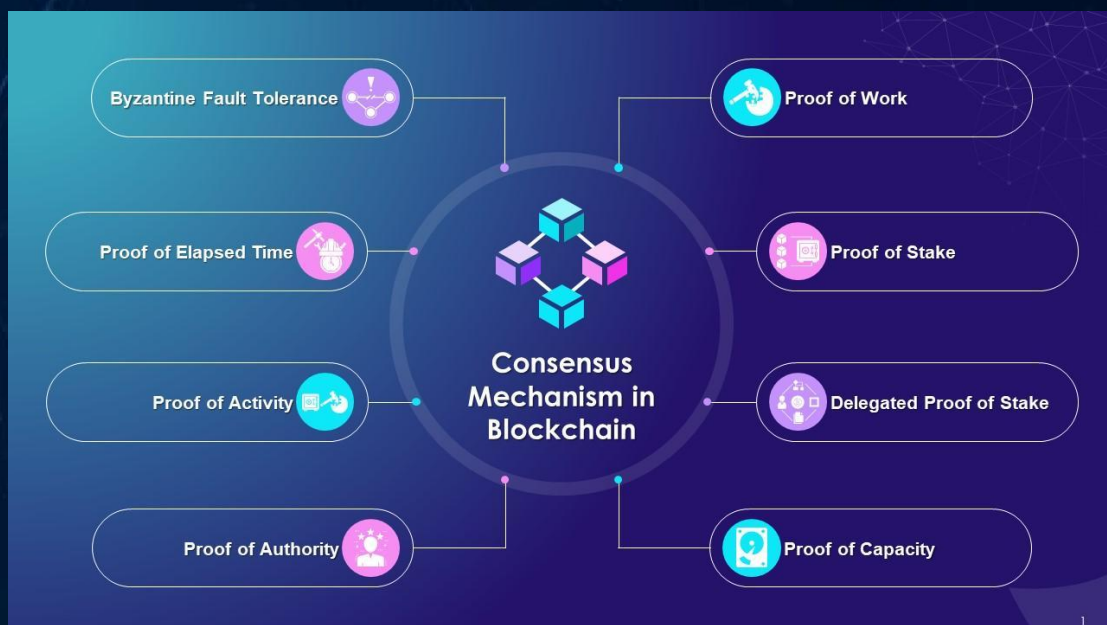 Byzantine Fault Tolerance
Proof of Work
Proof of Elapsed Time
Proof of Stake
Consensus
Mechanism in
Blockchain
Proof of Activity
Delegated Proof of Stake
Proof of Authority
Proof of Capacity
1